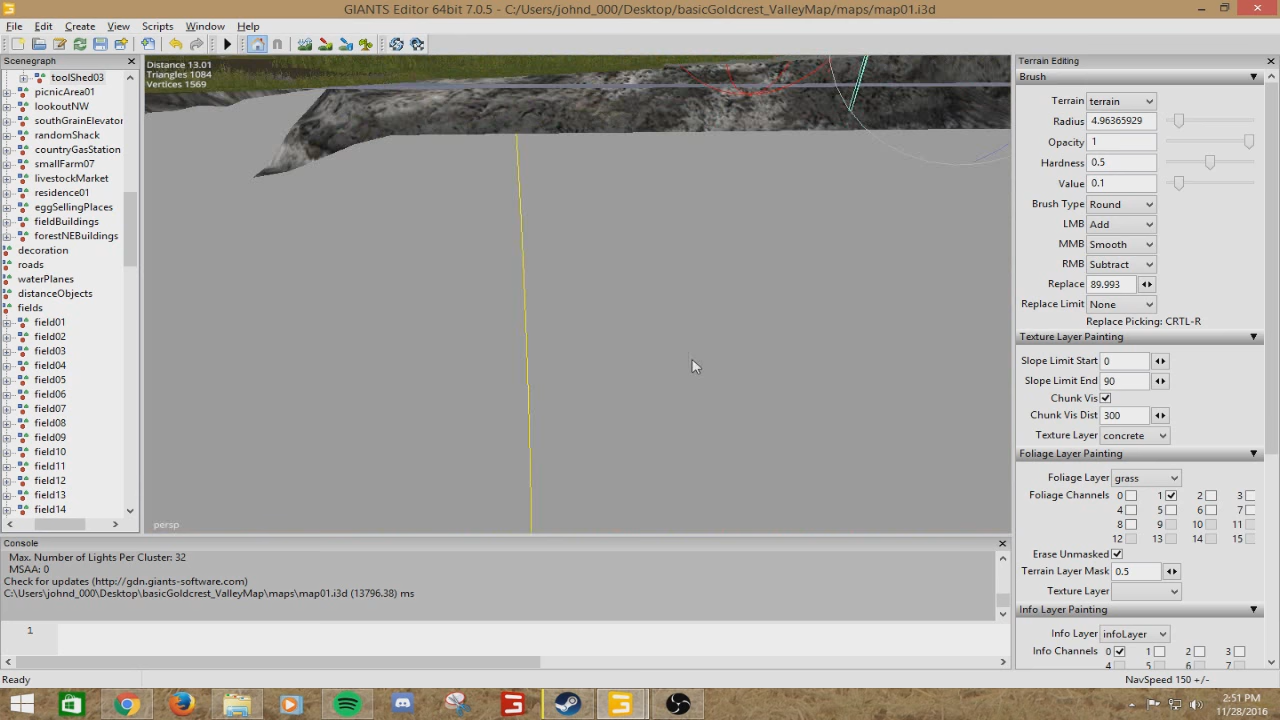 GIANTS Editor 64bit 7.0.5 - C:/Users/johnd_000/Desktop/basicGoldcrest_ValleyMap/maps/map01.i3d
File Edit Create View Scripts Window Help
Scenegraph
toolShed03
picnicArea01
lookoutNW
southGrainElevator
randomShack
countryGasStation
smallFarm07
livestockMarket
residence01
eggSellingPlaces
fieldBuildings
forestNEBuildings
decoration
roads
waterPlanes
distanceObjects
fields
field01
field02
field03
field04
field05
field06
field07
field08
field09
field10
field11
field12
field13
field14
Distance 13.01
Triangles 1084
Vertices 1569
persp
Terrain Editing
Brush
Terrain terrain
Radius 4.96365929
Opacity 1
Hardness 0.5
Value 0.1
Brush Type Round
LMB Add
MMB Smooth
RMB Subtract
Replace 89.993
Replace Limit None
Replace Picking: CRTL-R
Texture Layer Painting
Slope Limit Start 0
Slope Limit End 90
Chunk Vis
Chunk Vis Dist 300
Texture Layer concrete
Foliage Layer Painting
Foliage Layer grass
Foliage Channels 0 1 2 3
4 5 6 7
8 9 10 11
12 13 14 15
Erase Unmasked
Terrain Layer Mask 0.5
Texture Layer
Info Layer Painting
Info Layer infoLayer
Info Channels 0 1 2 3
4 5 6 7
Console
Max. Number of Lights Per Cluster: 32
MSAA: 0
Check for updates (http://gdn.giants-software.com)
C:\Users\johnd_000\Desktop\basicGoldcrest_ValleyMap\maps\map01.i3d (13796.38) ms
1
Ready
NavSpeed 150 +/-
2:51 PM
11/28/2016